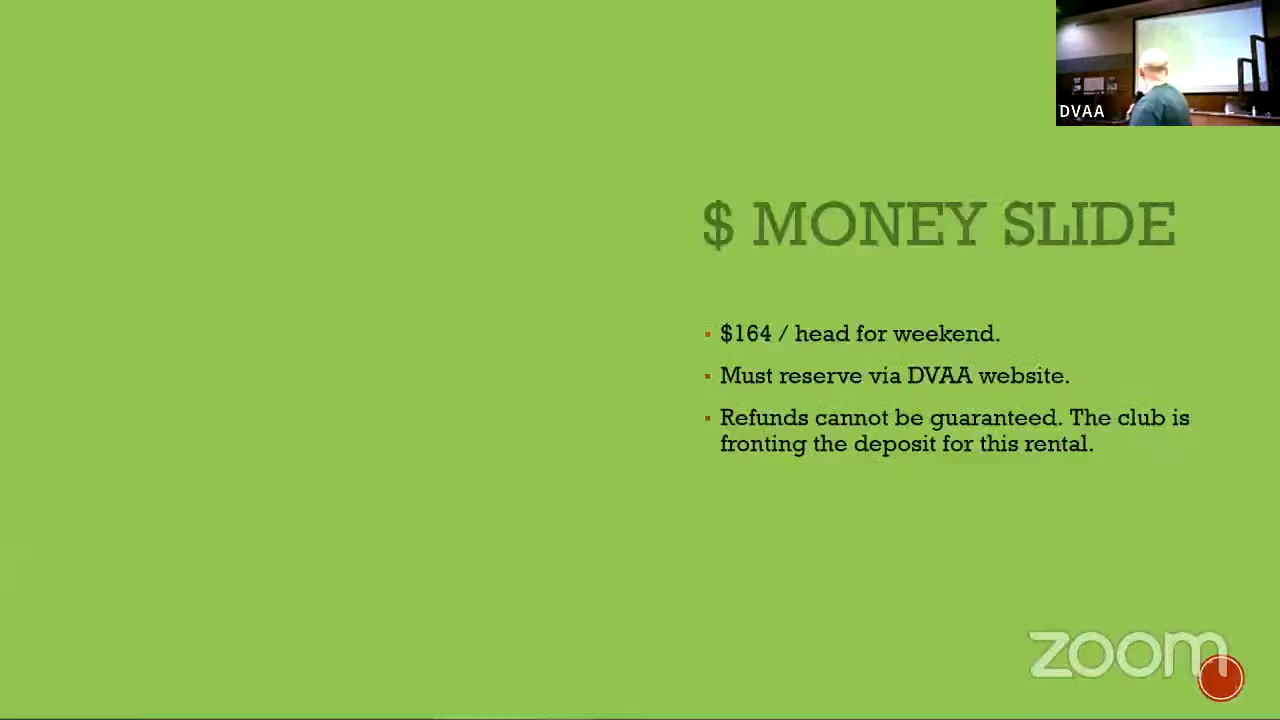 DVAA
$ MONEY SLIDE
$164 / head for weekend.
Must reserve via DVAA website.
Refunds cannot be guaranteed. The club is
fronting the deposit for this rental.
zoom